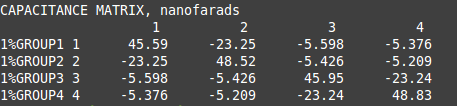 CAPACITANCE MATRIX, nanofarads
1 2 3 4
1%GROUP1 1 45.59 -23.25 -5.598 -5.376
1%GROUP2 2 -23.25 48.52 -5.426 -5.209
1%GROUP3 3 -5.598 -5.426 45.95 -23.24
1%GROUP4 4 -5.376 -5.209 -23.24 48.83